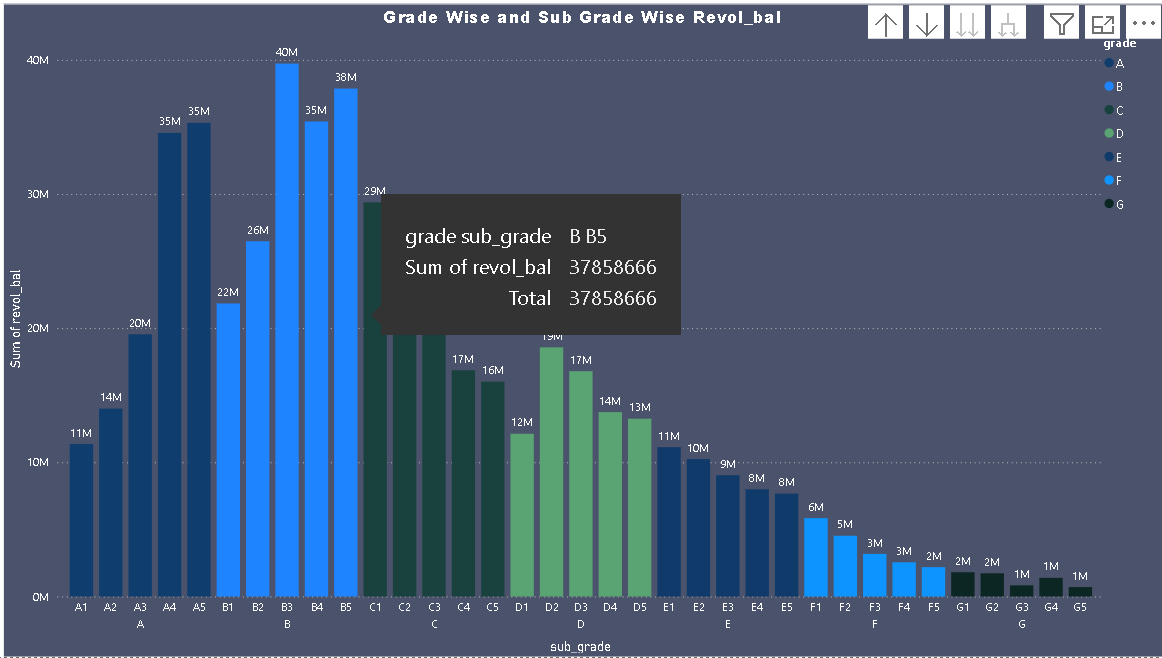 Grade Wise and Sub Grade Wise Revol_bal
grade
A
B
C
D
E
F
G
Sum of revol_bal
40M
30M
20M
10M
0M
11M
14M
20M
35M
35M
22M
26M
40M
35M
38M
29M
17M
16M
12M
19M
17M
14M
13M
11M
10M
9M
8M
8M
6M
5M
3M
3M
2M
2M
2M
1M
1M
1M
grade sub_grade B B5
Sum of revol_bal 37858666
Total 37858666
A1 A2 A3 A4 A5 B1 B2 B3 B4 B5 C1 C2 C3 C4 C5 D1 D2 D3 D4 D5 E1 E2 E3 E4 E5 F1 F2 F3 F4 F5 G1 G2 G3 G4 G5
A B C D E F G
sub_grade